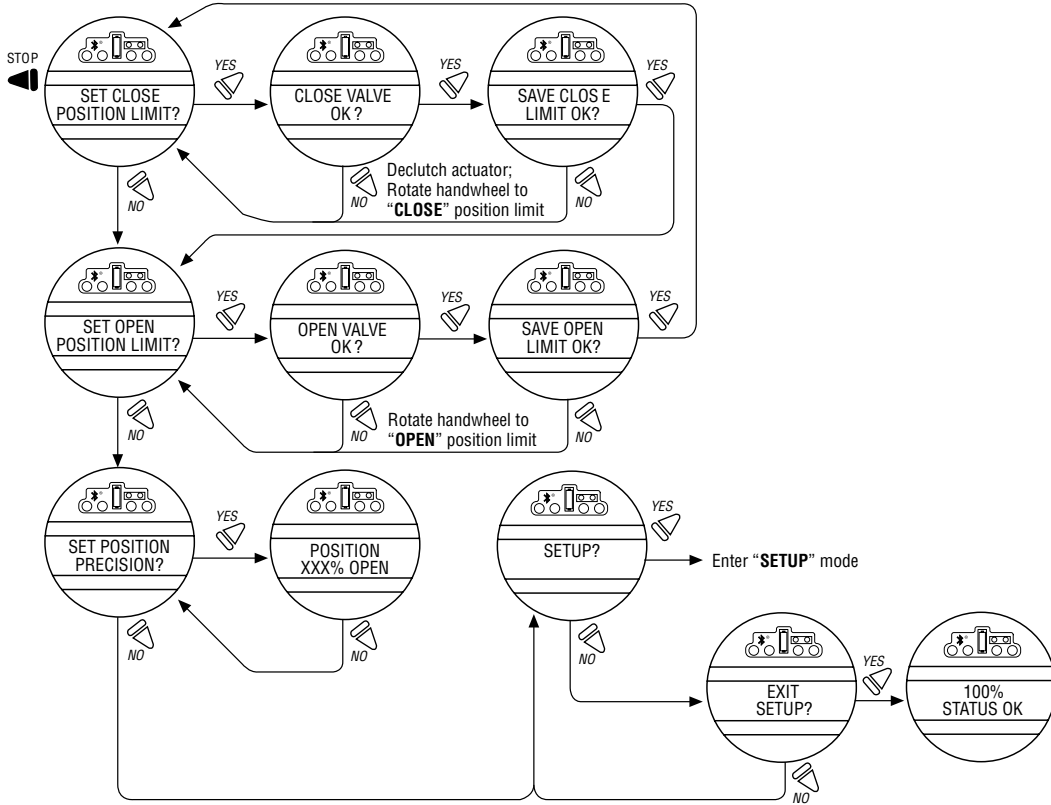 STOP
SET CLOSE
POSITION LIMIT?
YES
CLOSE VALVE
OK ?
YES
SAVE CLOS E
LIMIT OK?
YES
NO
NO
Declutch actuator;
Rotate handwheel to
“CLOSE” position limit
NO
SET OPEN
POSITION LIMIT?
YES
OPEN VALVE
OK ?
YES
SAVE OPEN
LIMIT OK?
YES
NO
NO
Rotate handwheel to
“OPEN” position limit
NO
SET POSITION
PRECISION?
YES
POSITION
XXX% OPEN
NO
NO
SETUP?
YES
Enter “SETUP” mode
NO
EXIT
SETUP?
YES
100%
STATUS OK
NO